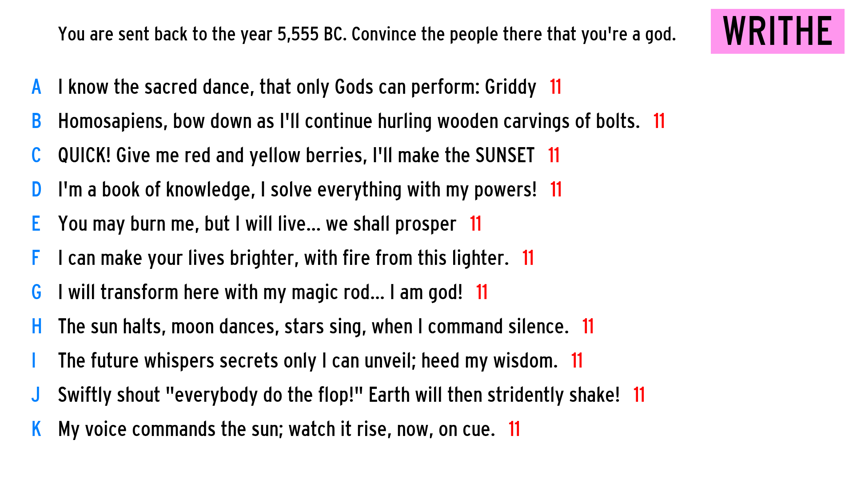 You are sent back to the year 5,555 BC. Convince the people there that you're a god.
WRITHE
A I know the sacred dance, that only Gods can perform: Griddy 11
B Homosapiens, bow down as I'll continue hurling wooden carvings of bolts. 11
C QUICK! Give me red and yellow berries, I'll make the SUNSET 11
D I'm a book of knowledge, I solve everything with my powers! 11
E You may burn me, but I will live... we shall prosper 11
F I can make your lives brighter, with fire from this lighter. 11
G I will transform here with my magic rod... I am god! 11
H The sun halts, moon dances, stars sing, when I command silence. 11
I The future whispers secrets only I can unveil; heed my wisdom. 11
J Swiftly shout "everybody do the flop!" Earth will then stridently shake! 11
K My voice commands the sun; watch it rise, now, on cue. 11